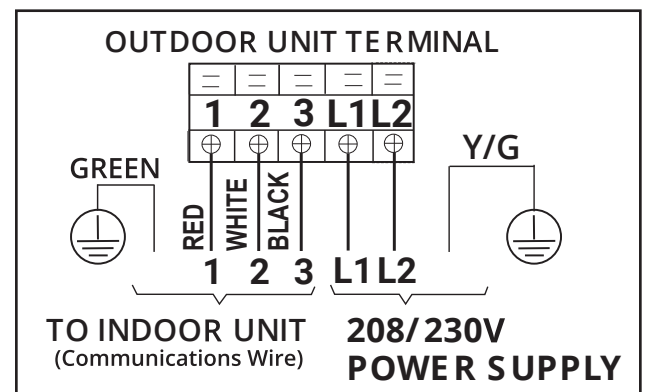 OUTDOOR UNIT TERMINAL
1 2 3 L1 L2
GREEN
Y/G
RED
WHITE
BLACK
1 2 3 L1 L2
TO INDOOR UNIT
(Communications Wire)
208/230V
POWER SUPPLY